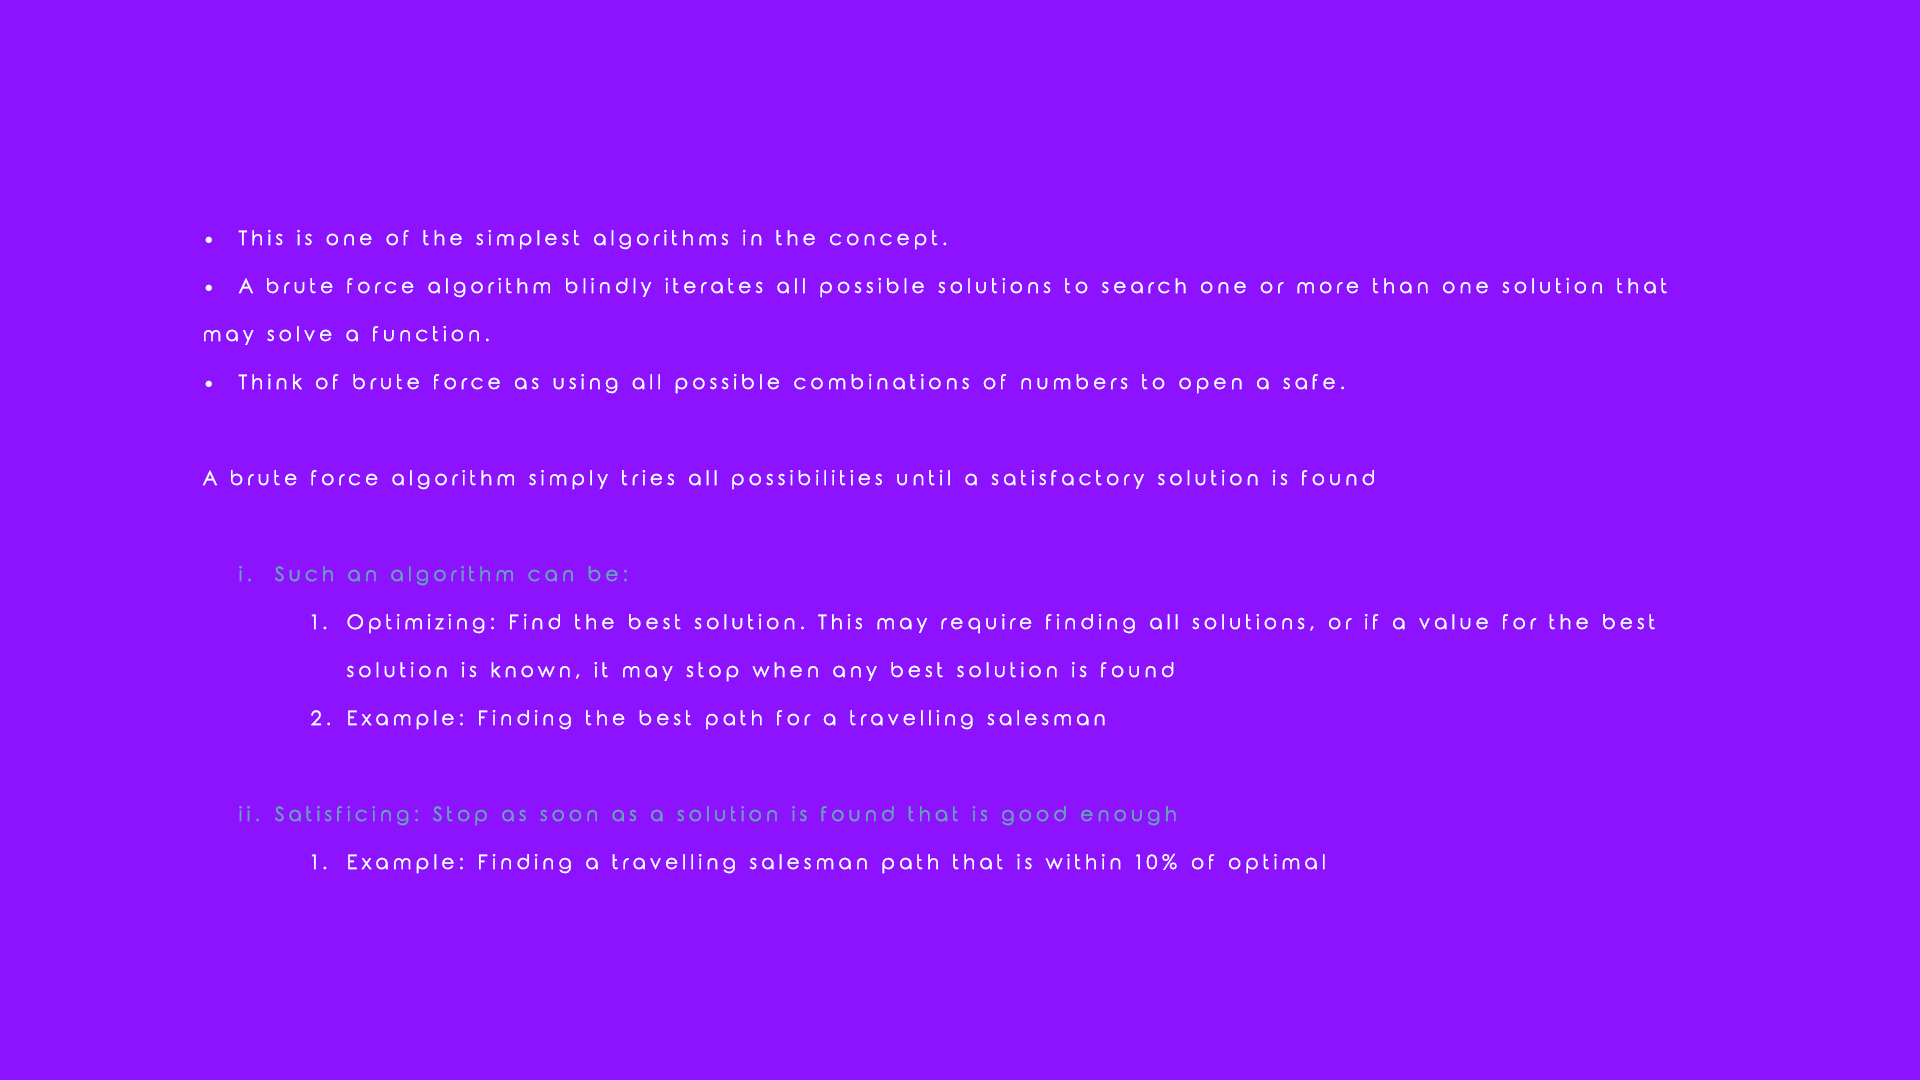 • This is one of the simplest algorithms in the concept.
• A brute force algorithm blindly iterates all possible solutions to search one or more than one solution that
may solve a function.
• Think of brute force as using all possible combinations of numbers to open a safe.
A brute force algorithm simply tries all possibilities until a satisfactory solution is found
i. Such an algorithm can be:
1. Optimizing: Find the best solution. This may require finding all solutions, or if a value for the best
solution is known, it may stop when any best solution is found
2. Example: Finding the best path for a travelling salesman
ii. Satisficing: Stop as soon as a solution is found that is good enough
1. Example: Finding a travelling salesman path that is within 10% of optimal